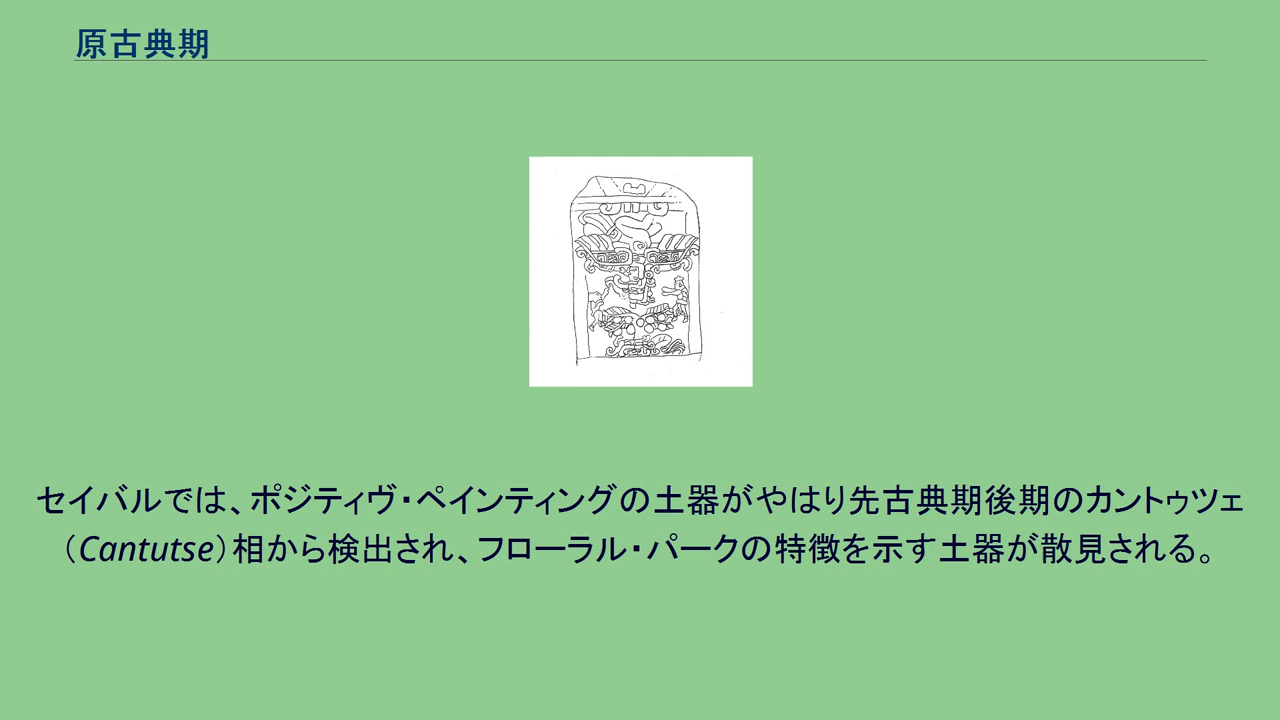 原古典期
セイバルでは、ポジティヴ・ペインティングの土器がやはり先古典期後期のカントゥツェ
（Cantutse）相から検出され、フローラル・パークの特徴を示す土器が散見される。